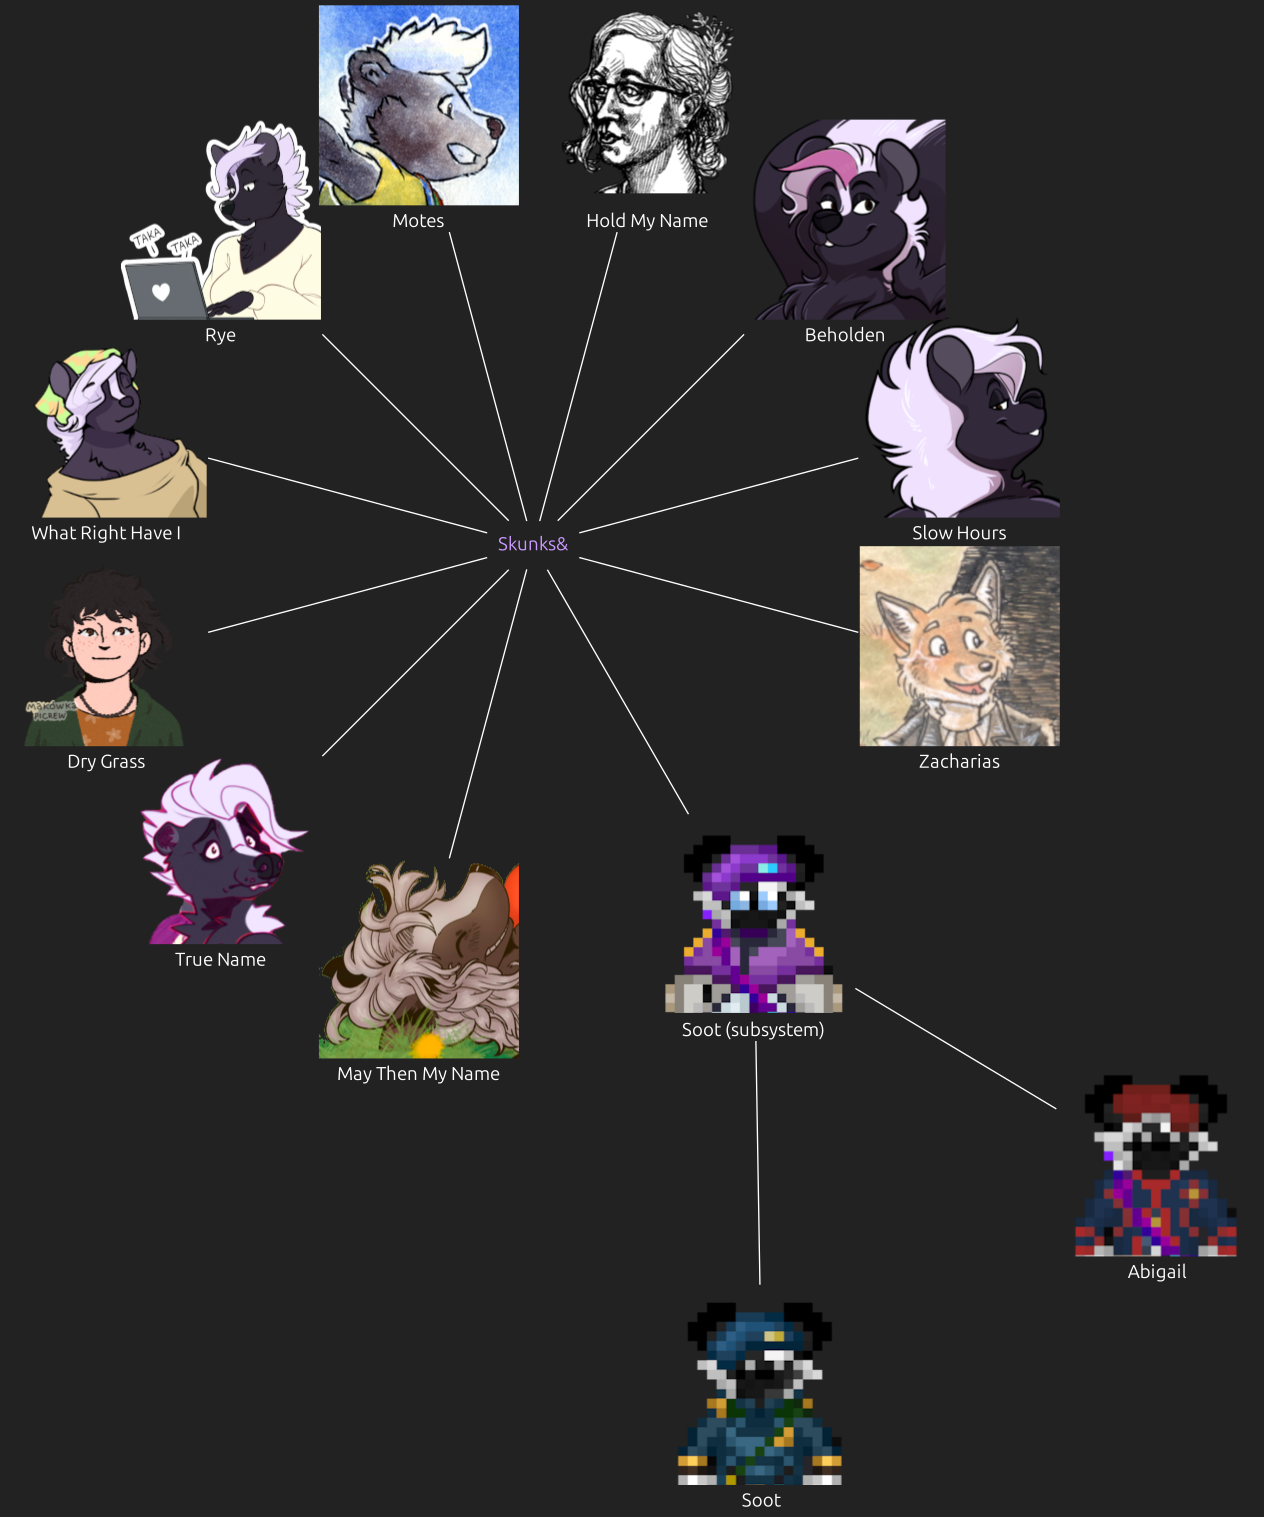 Motes
Hold My Name
TAKA
TAKA
Rye
Beholden
What Right Have I
Slow Hours
Skunks&
makówka
PICREW
Dry Grass
Zacharias
True Name
Soot (subsystem)
May Then My Name
Abigail
Soot